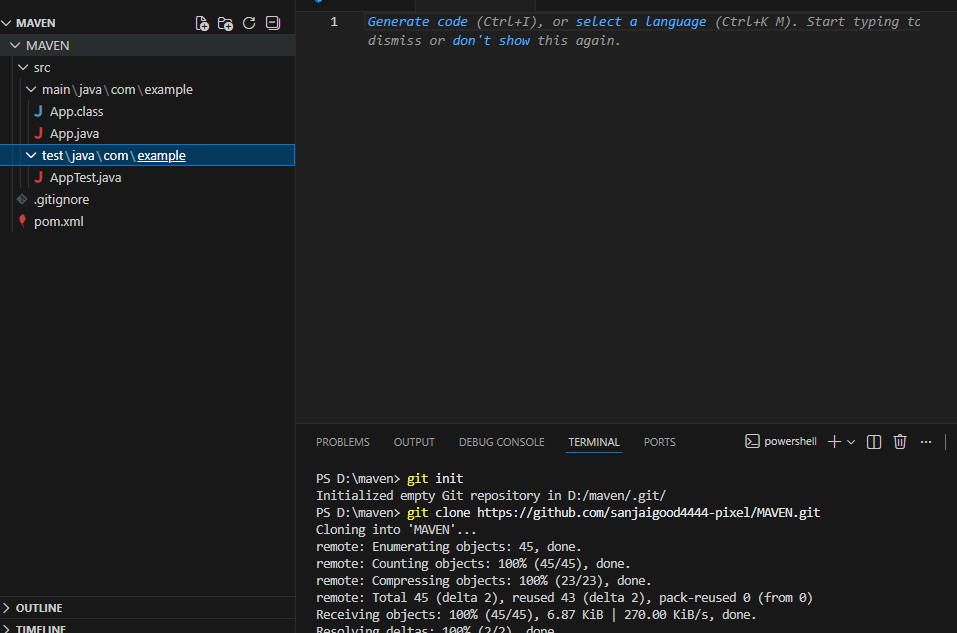 MAVEN
MAVEN
src
main\java\com\example
App.class
App.java
test\java\com\example
AppTest.java
.gitignore
pom.xml
OUTLINE
TIMELINE
1 Generate code (Ctrl+I), or select a language (Ctrl+K M). Start typing to
dismiss or don't show this again.
PROBLEMS OUTPUT DEBUG CONSOLE TERMINAL PORTS powershell
PS D:\maven> git init
Initialized empty Git repository in D:/maven/.git/
PS D:\maven> git clone https://github.com/sanjaigood4444-pixel/MAVEN.git
Cloning into 'MAVEN'...
remote: Enumerating objects: 45, done.
remote: Counting objects: 100% (45/45), done.
remote: Compressing objects: 100% (23/23), done.
remote: Total 45 (delta 2), reused 43 (delta 2), pack-reused 0 (from 0)
Receiving objects: 100% (45/45), 6.87 KiB | 270.00 KiB/s, done.
Resolving deltas: 100% (2/2), done.